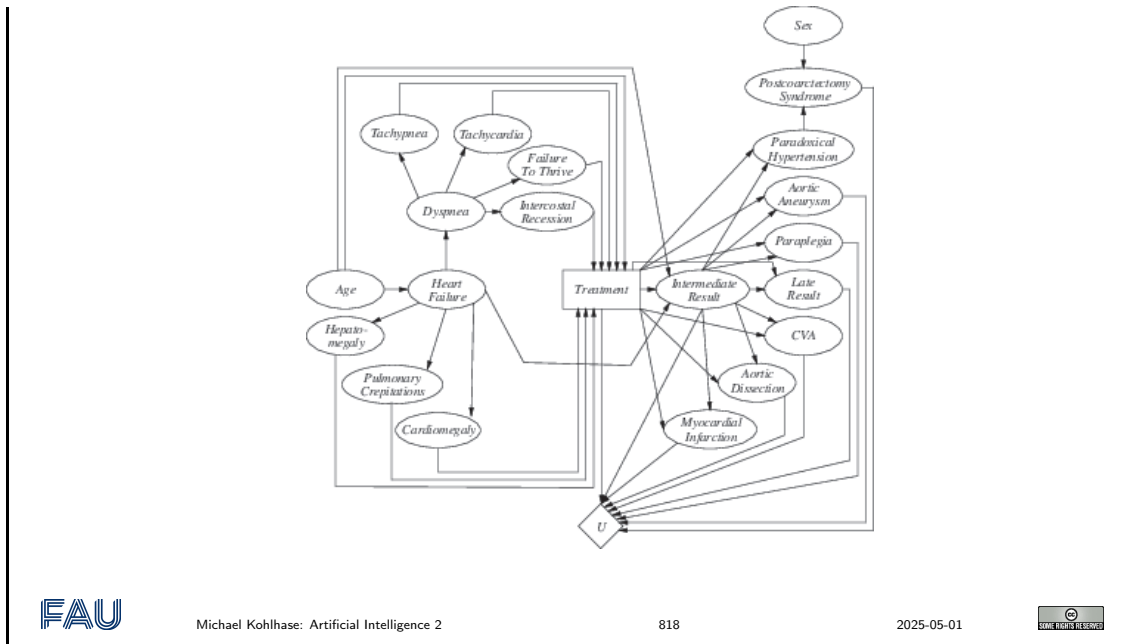 Sex
Postcoarctectomy
Syndrome
Tachypnea
Tachycardia
Paradoxical
Hypertension
Failure
To Thrive
Aortic
Aneurysm
Dyspnea
Intercostal
Recession
Paraplegia
Age
Heart
Failure
Treatment
Intermediate
Result
Late
Result
Hepato-
megaly
CVA
Pulmonary
Crepitations
Aortic
Dissection
Cardiomegaly
Myocardial
Infarction
U
FAU
Michael Kohlhase: Artificial Intelligence 2
818
2025-05-01
cc
SOME RIGHTS RESERVED